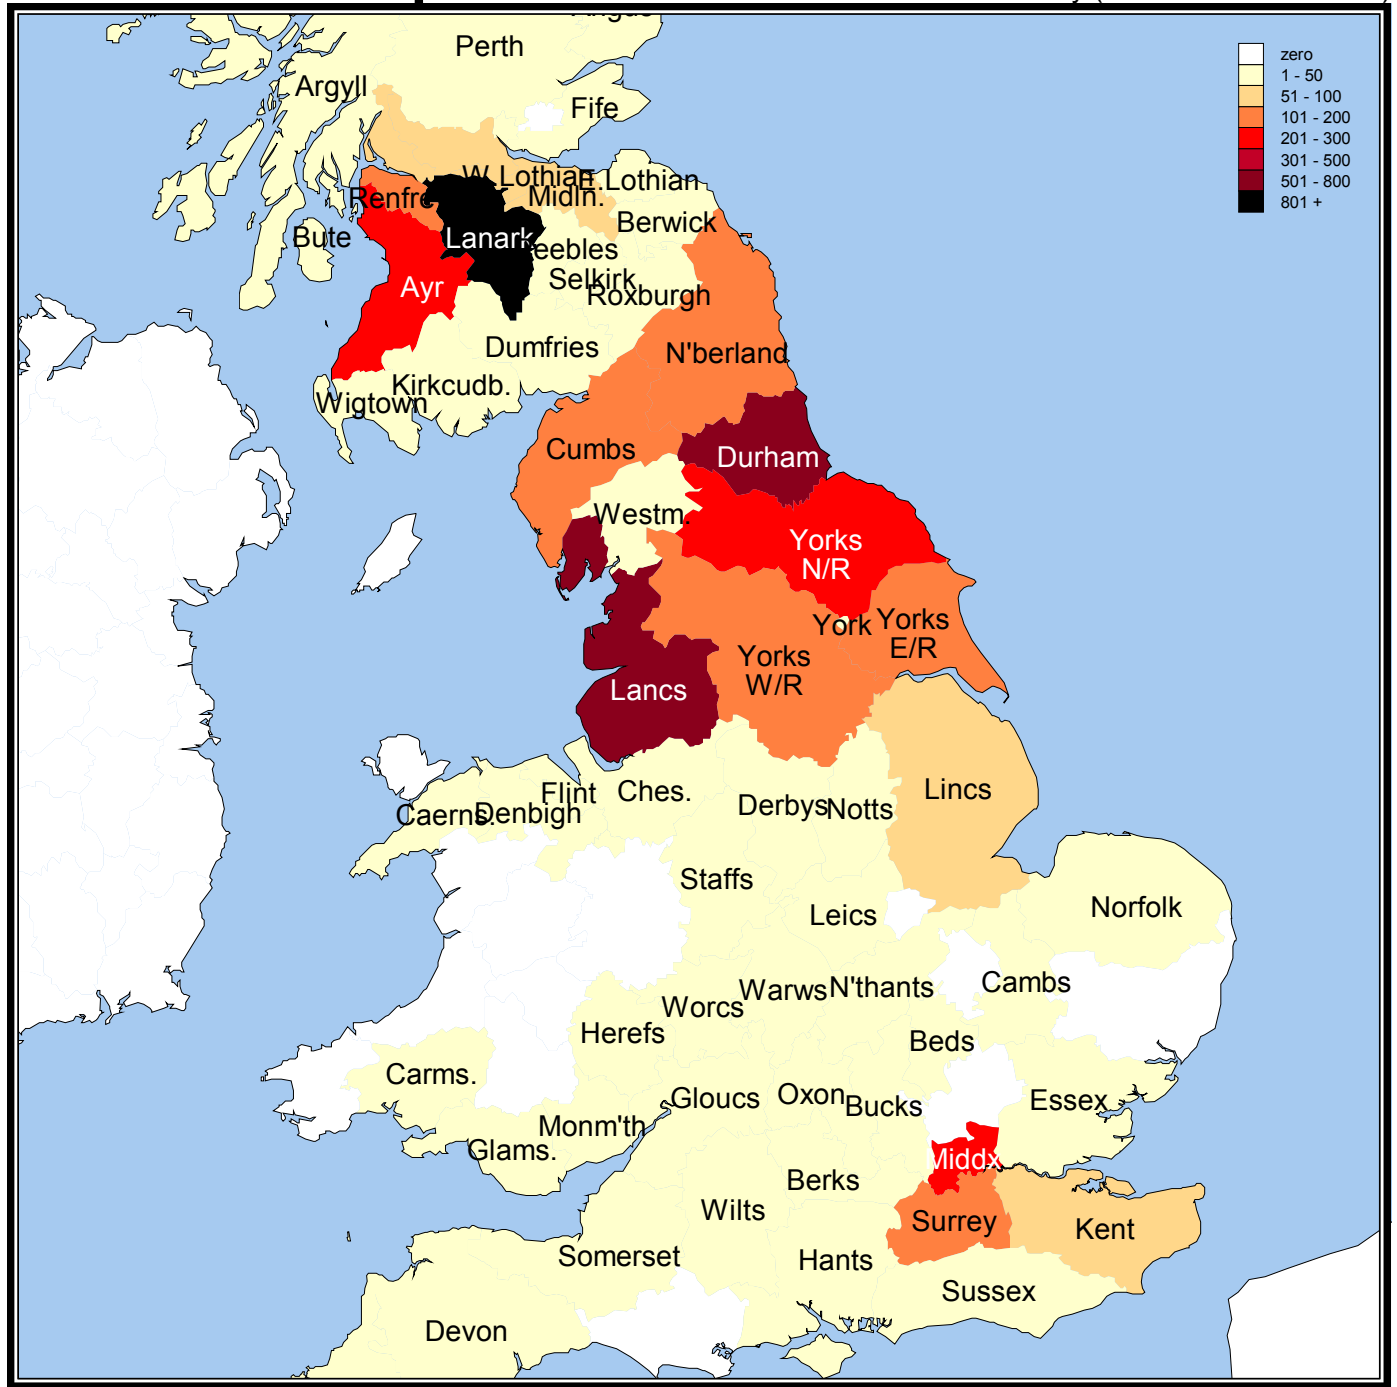 Perth
Argyll
Fife
W.Lothian
E.Lothian
Midln.
Renfre
Berwick
Bute
Lanark
eebles
Selkirk
Ayr
Roxburgh
Dumfries
N'berland
Kirkcudb.
Wigtown
Cumbs
Durham
Westm.
Yorks
N/R
York
Yorks
E/R
Yorks
W/R
Lancs
Flint
Ches.
Lincs
Caerns.
Denbigh
Derbys
Notts
Staffs
Leics
Norfolk
Cambs
Warws
N'thants
Worcs
Herefs
Beds
Carms.
Gloucs
Oxon
Bucks
Essex
Monm'th
Glams.
Middx
Berks
Wilts
Surrey
Kent
Somerset
Hants
Sussex
Devon
zero
1 - 50
51 - 100
101 - 200
201 - 300
301 - 500
501 - 800
801 +